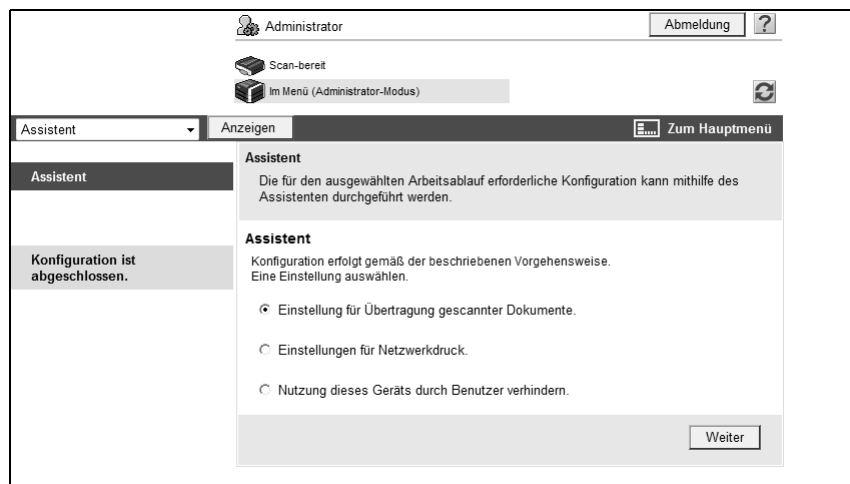 Administrator
Abmeldung
?
Scan-bereit
Im Menü (Administrator-Modus)
Assistent
Anzeigen
Zum Hauptmenü
Assistent
Konfiguration ist
abgeschlossen.
Assistent
Die für den ausgewählten Arbeitsablauf erforderliche Konfiguration kann mithilfe des
Assistenten durchgeführt werden.
Assistent
Konfiguration erfolgt gemäß der beschriebenen Vorgehensweise.
Eine Einstellung auswählen.
Einstellung für Übertragung gescannter Dokumente.
Einstellungen für Netzwerkdruck.
Nutzung dieses Geräts durch Benutzer verhindern.
Weiter